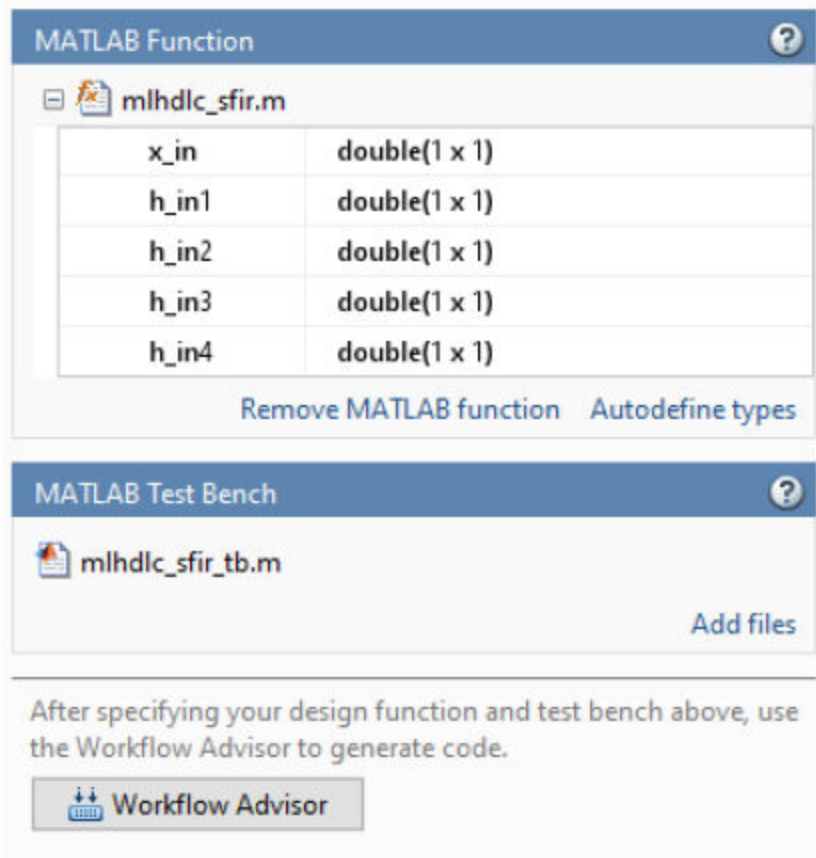 MATLAB Function ?
mlhdlc_sfir.m
x_in double(1 x 1)
h_in1 double(1 x 1)
h_in2 double(1 x 1)
h_in3 double(1 x 1)
h_in4 double(1 x 1)
Remove MATLAB function Autodefine types
MATLAB Test Bench ?
mlhdlc_sfir_tb.m
Add files
After specifying your design function and test bench above, use
the Workflow Advisor to generate code.
Workflow Advisor